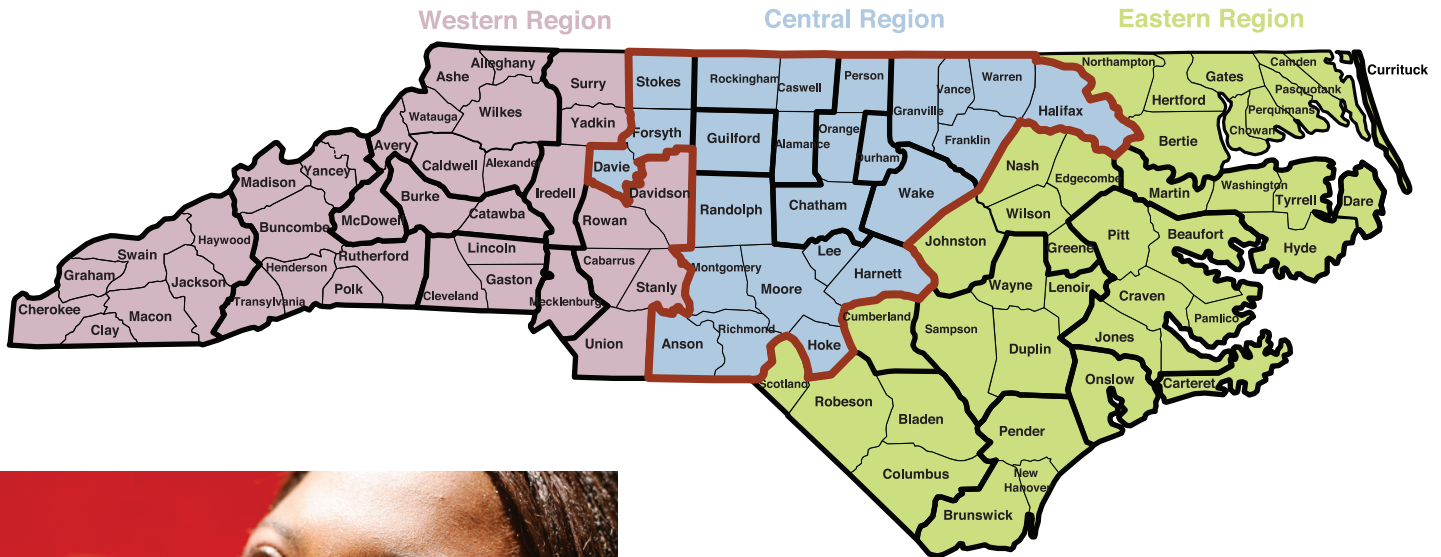 Western Region
Central Region
Eastern Region
Alleghany
Ashe
Surry
Stokes
Rockingham
Caswell
Person
Vance
Warren
Northampton
Gates
Camden
Currituck
Pasquotank
Watauga
Wilkes
Yadkin
Forsyth
Guilford
Alamance
Orange
Durham
Granville
Franklin
Halifax
Hertford
Perquimans
Chowan
Bertie
Avery
Caldwell
Alexander
Davie
Davidson
Nash
Edgecombe
Madison
Yancey
Burke
Iredell
Rowan
Randolph
Chatham
Wake
Wilson
Martin
Washington
Tyrrell
Dare
McDowell
Catawba
Buncombe
Haywood
Swain
Rutherford
Lincoln
Cabarrus
Lee
Johnston
Greene
Pitt
Beaufort
Hyde
Graham
Jackson
Henderson
Polk
Gaston
Stanly
Montgomery
Moore
Harnett
Wayne
Lenoir
Craven
Cherokee
Macon
Clay
Transylvania
Cleveland
Mecklenburg
Union
Anson
Richmond
Hoke
Cumberland
Sampson
Duplin
Jones
Pamlico
Scotland
Robeson
Bladen
Onslow
Carteret
Pender
Columbus
New
Hanover
Brunswick